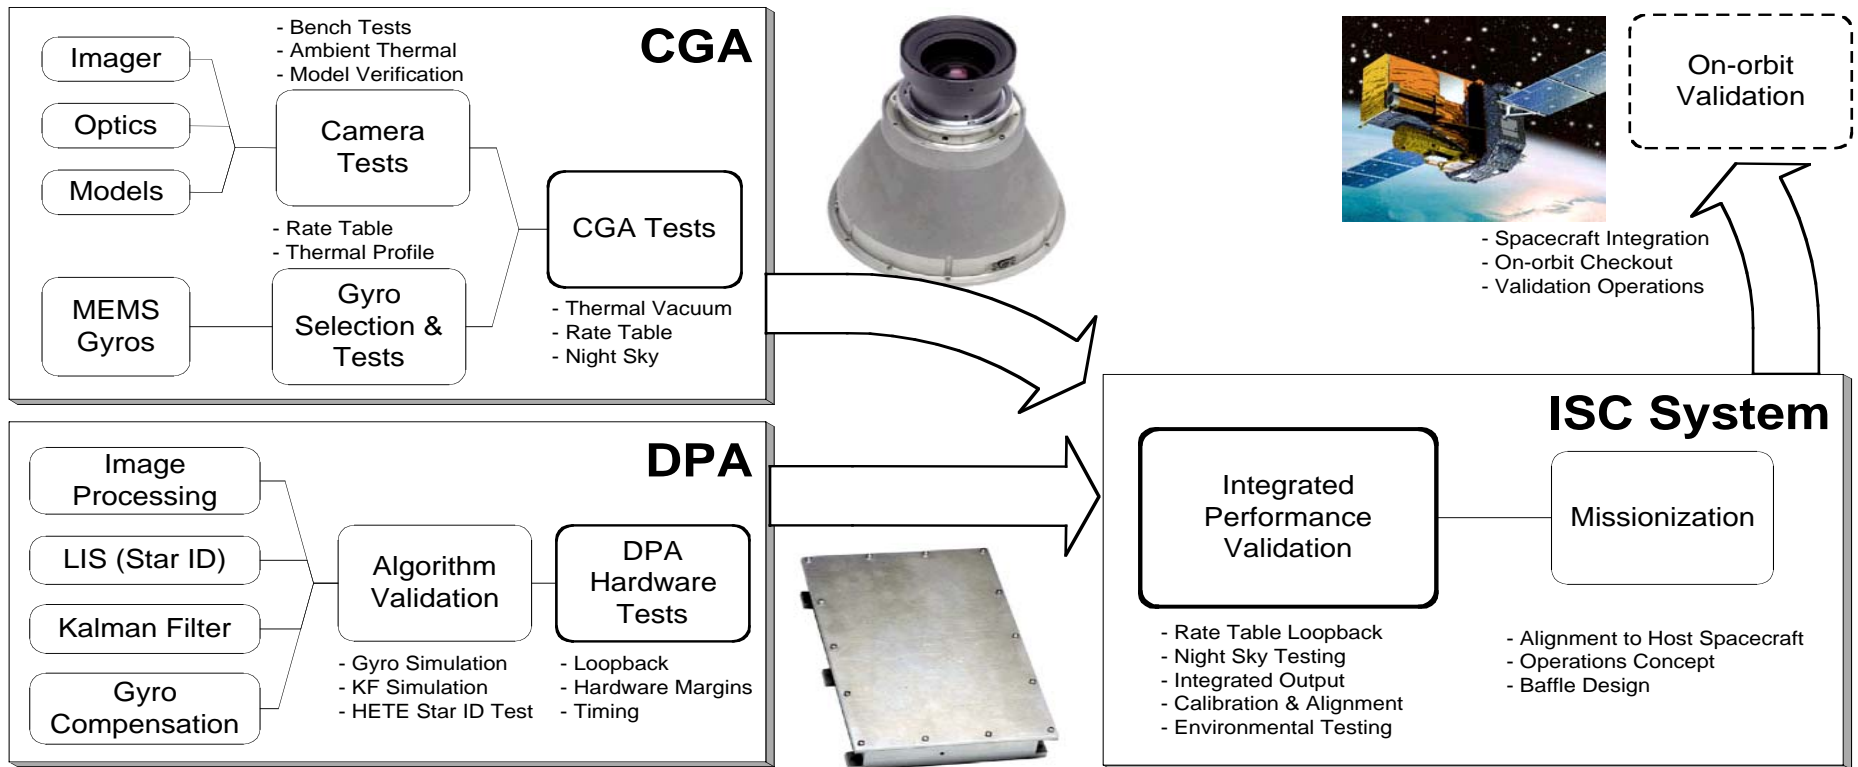 CGA
Imager
Optics
Models
- Bench Tests
- Ambient Thermal
- Model Verification
Camera
Tests
- Rate Table
- Thermal Profile
MEMS
Gyros
Gyro
Selection &
Tests
CGA Tests
- Thermal Vacuum
- Rate Table
- Night Sky
DPA
Image
Processing
LIS (Star ID)
Kalman Filter
Gyro
Compensation
Algorithm
Validation
- Gyro Simulation
- KF Simulation
- HETE Star ID Test
DPA
Hardware
Tests
- Loopback
- Hardware Margins
- Timing
ISC System
Integrated
Performance
Validation
- Rate Table Loopback
- Night Sky Testing
- Integrated Output
- Calibration & Alignment
- Environmental Testing
Missionization
- Alignment to Host Spacecraft
- Operations Concept
- Baffle Design
On-orbit
Validation
- Spacecraft Integration
- On-orbit Checkout
- Validation Operations